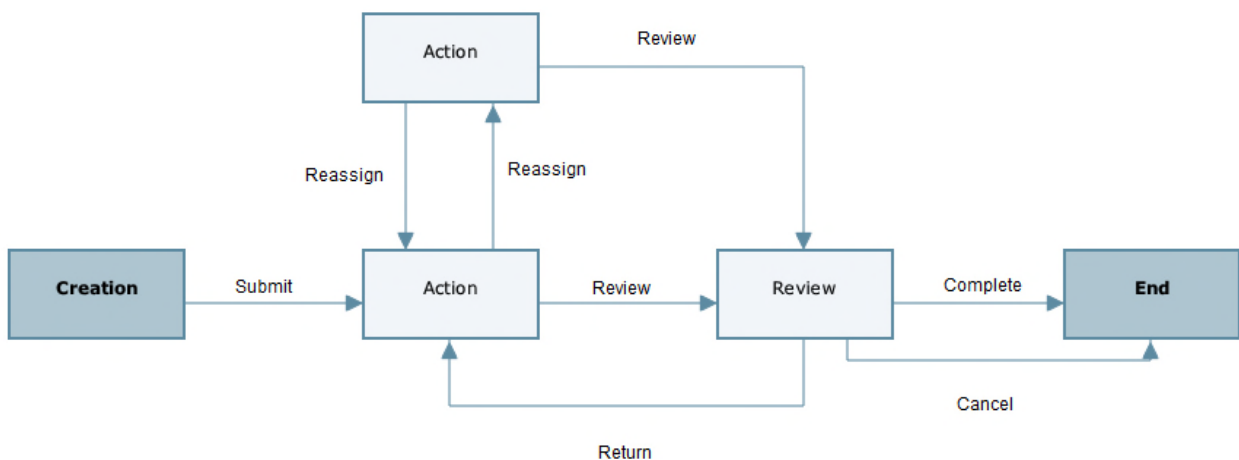 Action
Review
Reassign
Reassign
Creation
Submit
Action
Review
Review
Complete
End
Cancel
Return